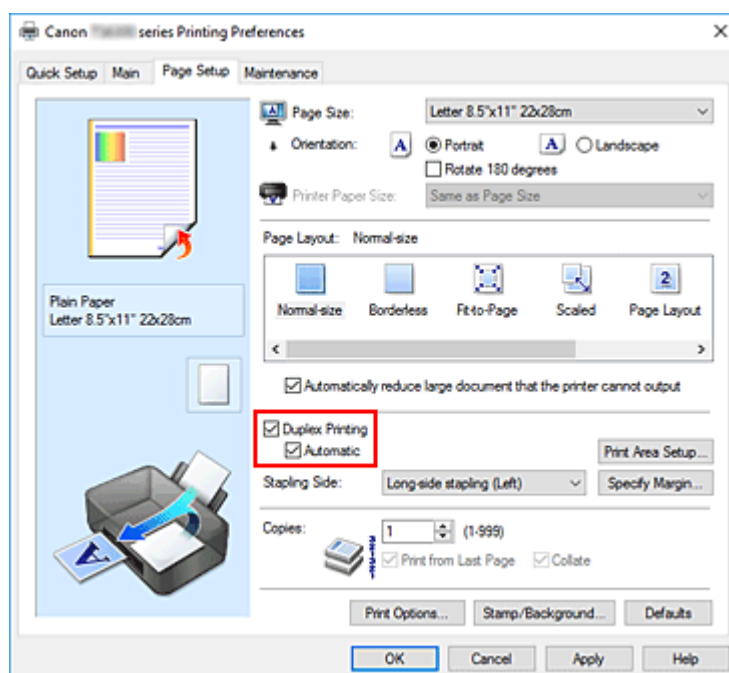 Canon series Printing Preferences
Quick Setup Main Page Setup Maintenance
Page Size: Letter 8.5"x11" 22x28cm
Orientation: A Portrait A Landscape
Rotate 180 degrees
Printer Paper Size: Same as Page Size
Page Layout: Normal-size
2
Normal-size Borderless Fit-to-Page Scaled Page Layout
Plain Paper
Letter 8.5"x11" 22x28cm
Automatically reduce large document that the printer cannot output
Duplex Printing
Automatic
Print Area Setup...
Stapling Side: Long-side stapling (Left) Specify Margin...
A
Copies: 1 (1-999)
Print from Last Page Collate
Print Options... Stamp/Background... Defaults
OK Cancel Apply Help